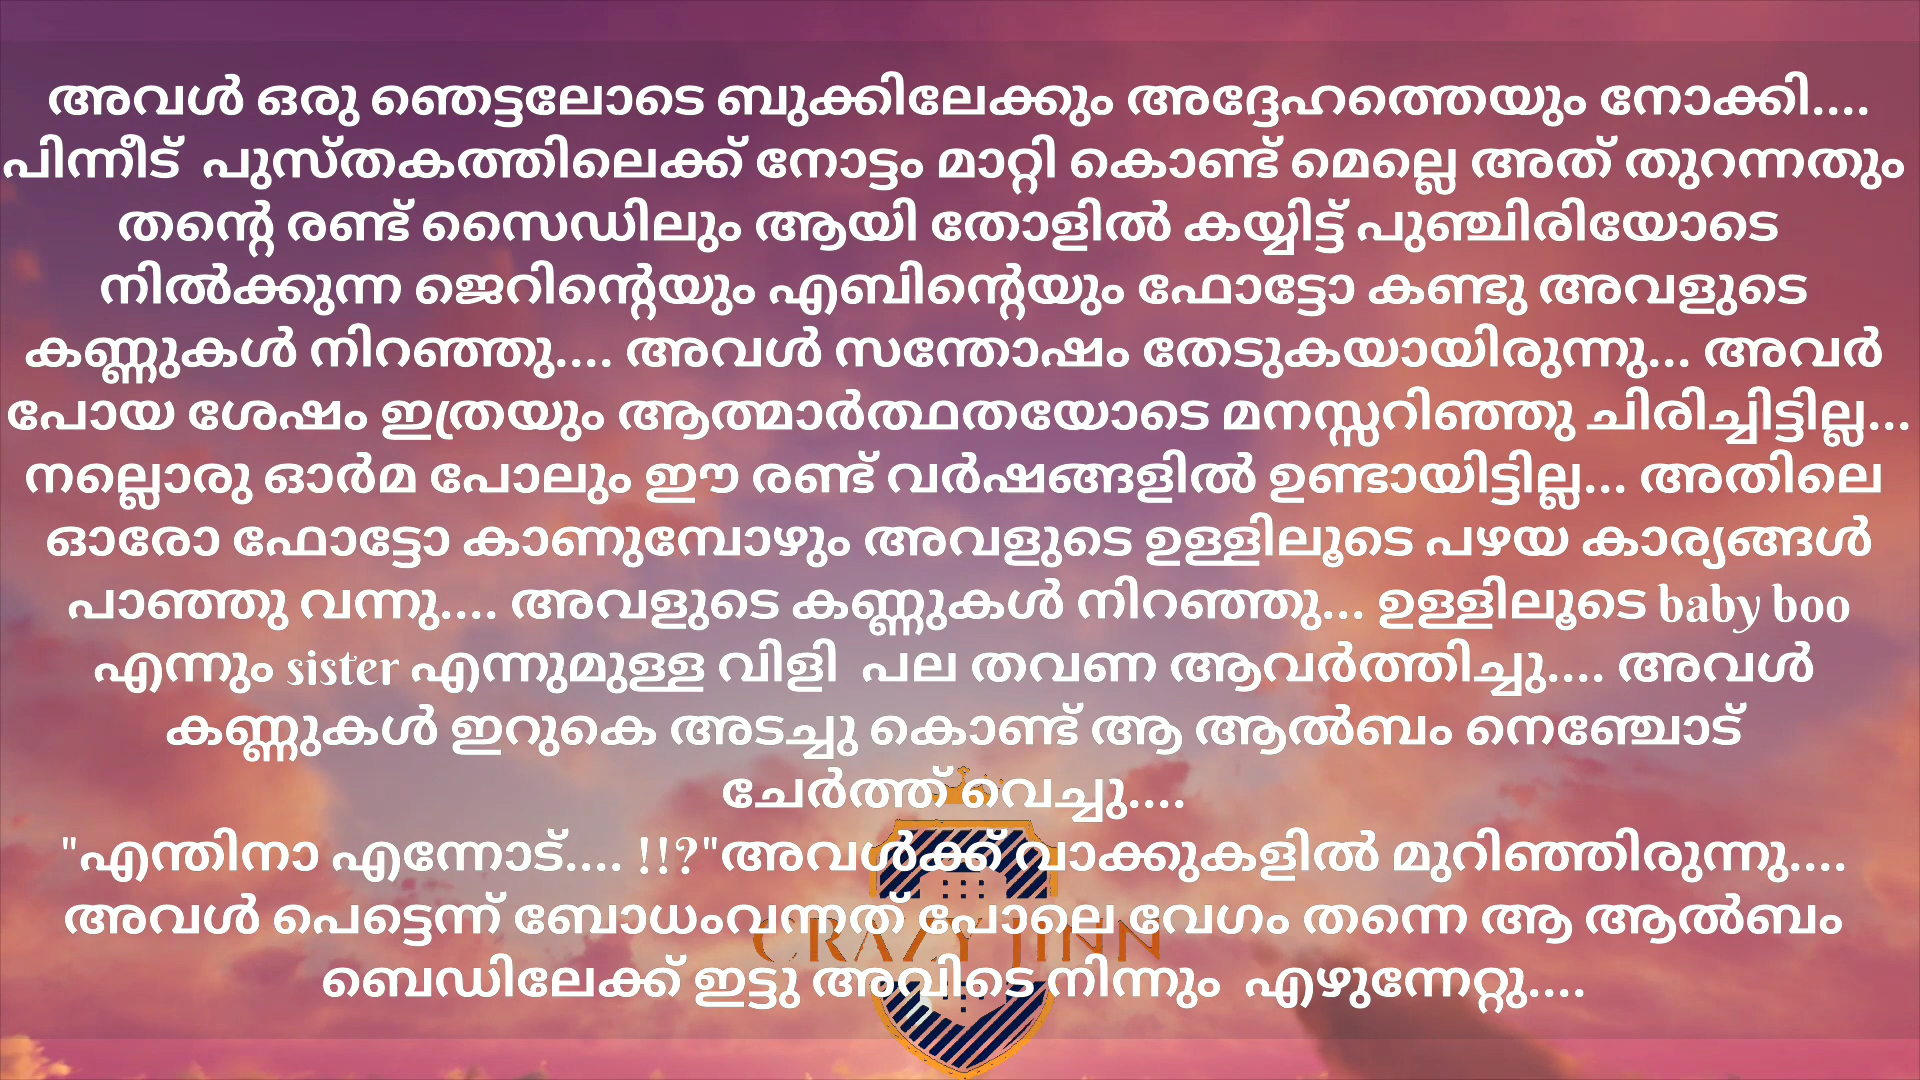 അവൾ ഒരു ഞെട്ടലോടെ ബുക്കിലേക്കും അദ്ദേഹത്തെയും നോക്കി....
പിന്നീട് പുസ്തകത്തിലെക്ക് നോട്ടം മാറ്റി കൊണ്ട് മെല്ലെ അത് തുറന്നതും
തന്റെ രണ്ട് സൈഡിലും ആയി തോളിൽ കയ്യിട്ട് പുഞ്ചിരിയോടെ
നിൽക്കുന്ന ജെറിന്റെയും എബിന്റെയും ഫോട്ടോ കണ്ടു അവളുടെ
കണ്ണുകൾ നിറഞ്ഞു.... അവൾ സന്തോഷം തേടുകയായിരുന്നു... അവർ
പോയ ശേഷം ഇത്രയും ആത്മാർത്ഥതയോടെ മനസ്സറിഞ്ഞു ചിരിച്ചിട്ടില്ല...
നല്ലൊരു ഓർമ പോലും ഈ രണ്ട് വർഷങ്ങളിൽ ഉണ്ടായിട്ടില്ല... അതിലെ
ഓരോ ഫോട്ടോ കാണുമ്പോഴും അവളുടെ ഉള്ളിലൂടെ പഴയ കാര്യങ്ങൾ
പാഞ്ഞു വന്നു.... അവളുടെ കണ്ണുകൾ നിറഞ്ഞു... ഉള്ളിലൂടെ baby boo
എന്നും sister എന്നുമുള്ള വിളി പല തവണ ആവർത്തിച്ചു.... അവൾ
കണ്ണുകൾ ഇറുകെ അടച്ചു കൊണ്ട് ആ ആൽബം നെഞ്ചോട്
ചേർത്ത് വെച്ചു....
"എന്തിനാ എന്നോട്.... !!?"അവൾക്ക് വാക്കുകളിൽ മുറിഞ്ഞിരുന്നു....
അവൾ പെട്ടെന്ന് ബോധംവന്നത് പോലെ വേഗം തന്നെ ആ ആൽബം
CRAZY JINN
ബെഡിലേക്ക് ഇട്ടു അവിടെ നിന്നും എഴുന്നേറ്റു....